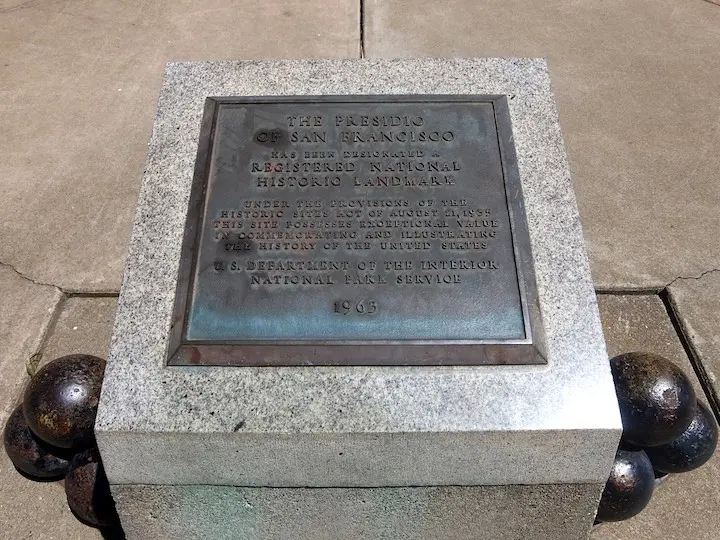 THE PRESIDIO
OF SAN FRANCISCO
HAS BEEN DESIGNATED A
REGISTERED NATIONAL
HISTORIC LANDMARK
UNDER THE PROVISIONS OF THE
HISTORIC SITES ACT OF AUGUST 21, 1935
THIS SITE POSSESSES EXCEPTIONAL VALUE
IN COMMEMORATING AND ILLUSTRATING
THE HISTORY OF THE UNITED STATES
U. S. DEPARTMENT OF THE INTERIOR
NATIONAL PARK SERVICE
1963